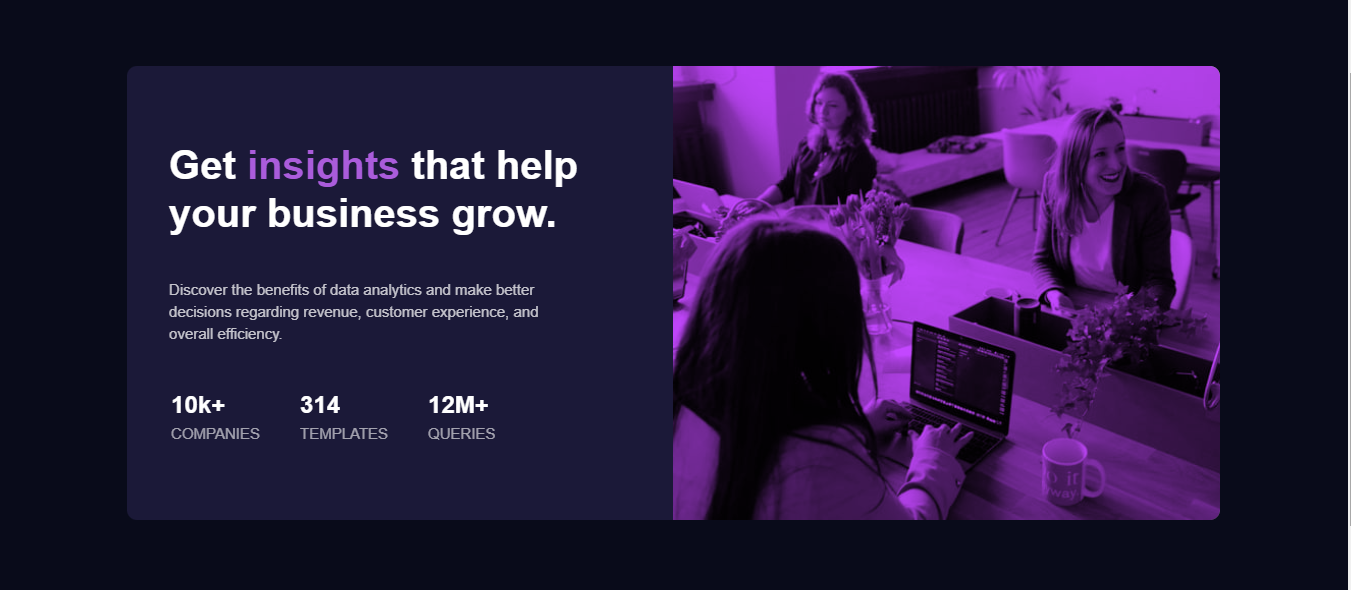 Get insights that help
your business grow.
Discover the benefits of data analytics and make better
decisions regarding revenue, customer experience, and
overall efficiency.
10k+ 314 12M+
COMPANIES TEMPLATES QUERIES